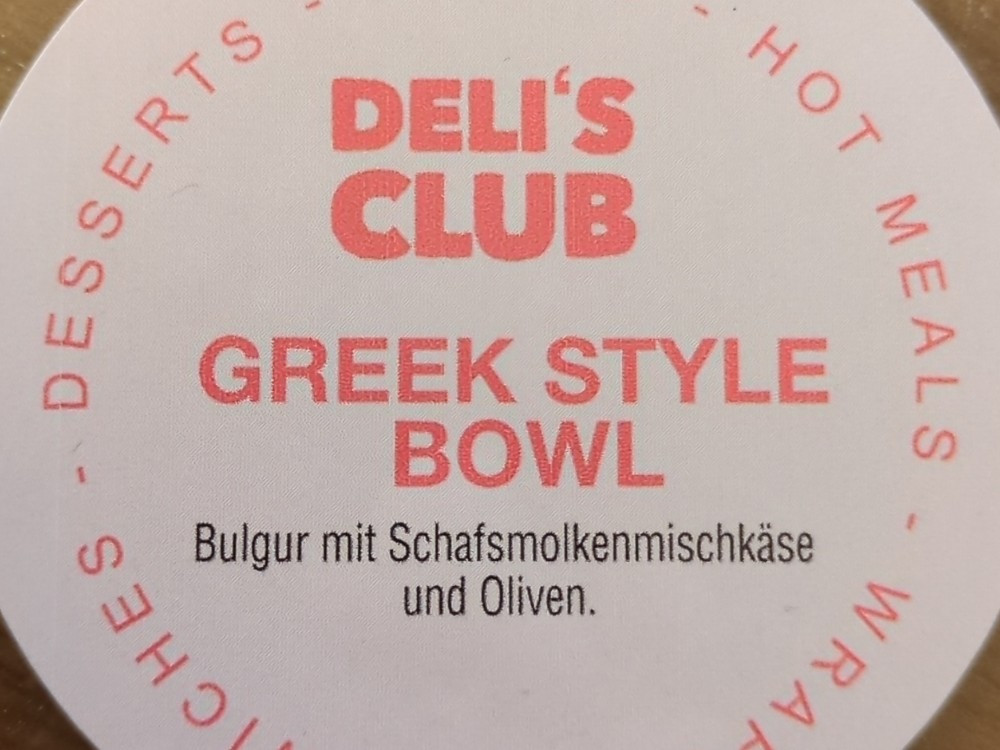 DELI'S
CLUB
GREEK STYLE
BOWL
Bulgur mit Schafsmolkenmischkäse
und Oliven.
DESSERTS -
- HOT MEALS -